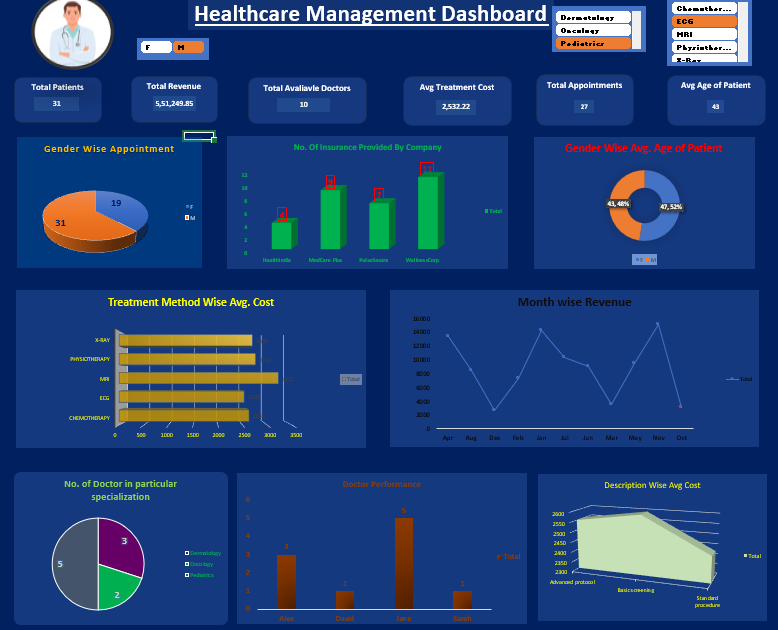 Healthcare Management Dashboard
F
M
Dermatology
Oncology
Pediatrics
Chemother...
ECG
MRI
Physiother...
X-Ray
Total Patients
31
Total Revenue
5,51,249.85
Total Avaliavle Doctors
10
Avg Treatment Cost
2,532.22
Total Appointments
27
Avg Age of Patient
43
Gender Wise Appointment
19
31
F
M
No. Of Insurance Provided By Company
12
10
8
6
4
2
0
HealthIndia
MedCare Plus
PulseSecure
WellnessCorp
Total
Gender Wise Avg. Age of Patient
43, 48%
47, 52%
F
M
Treatment Method Wise Avg. Cost
X-RAY
PHYSIOTHERAPY
MRI
ECG
CHEMOTHERAPY
0
500
1000
1500
2000
2500
3000
3500
Total
Month wise Revenue
16000
14000
12000
10000
8000
6000
4000
2000
0
Apr
Aug
Dec
Feb
Jan
Jul
Jun
Mar
May
Nov
Oct
Total
No. of Doctor in particular
specialization
3
5
2
Dermatology
Oncology
Pediatrics
Doctor Performance
6
5
4
3
2
1
0
3
1
5
1
Alex
David
Jane
Sarah
Total
Description Wise Avg Cost
2600
2550
2500
2450
2400
2350
2300
Advanced protocol
Basic screening
Standard
procedure
Total